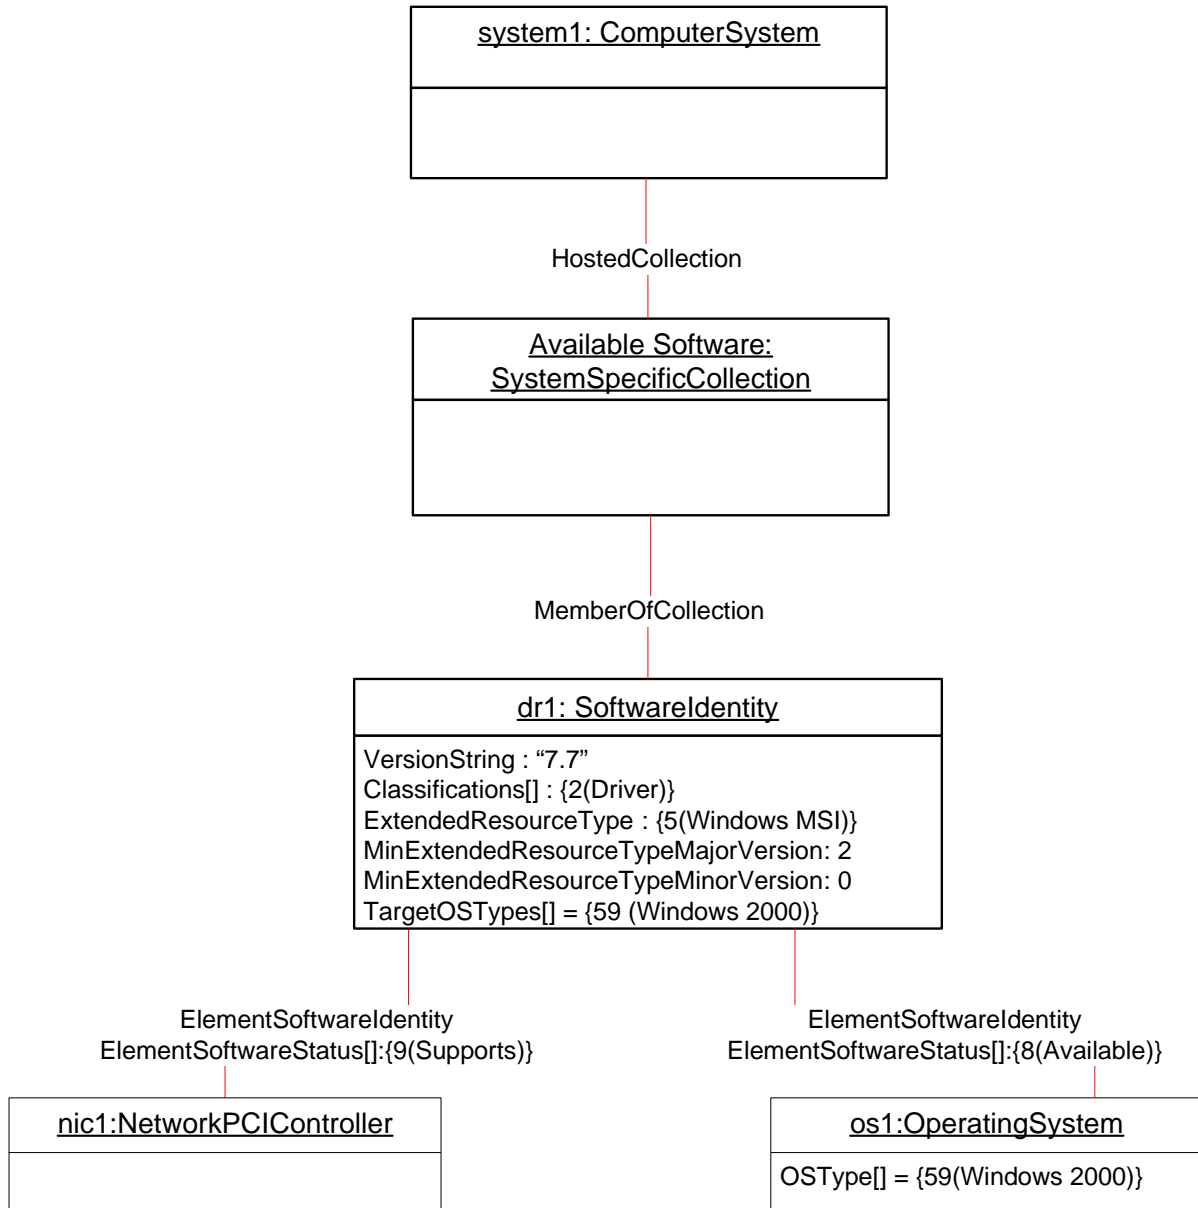 system1: ComputerSystem
HostedCollection
Available Software:
SystemSpecificCollection
MemberOfCollection
dr1: SoftwareIdentity
VersionString : “7.7”
Classifications[] : {2(Driver)}
ExtendedResourceType : {5(Windows MSI)}
MinExtendedResourceTypeMajorVersion: 2
MinExtendedResourceTypeMinorVersion: 0
TargetOSTypes[] = {59 (Windows 2000)}
ElementSoftwareIdentity
ElementSoftwareStatus[]:{9(Supports)}
ElementSoftwareIdentity
ElementSoftwareStatus[]:{8(Available)}
nic1:NetworkPCIController
os1:OperatingSystem
OSType[] = {59(Windows 2000)}